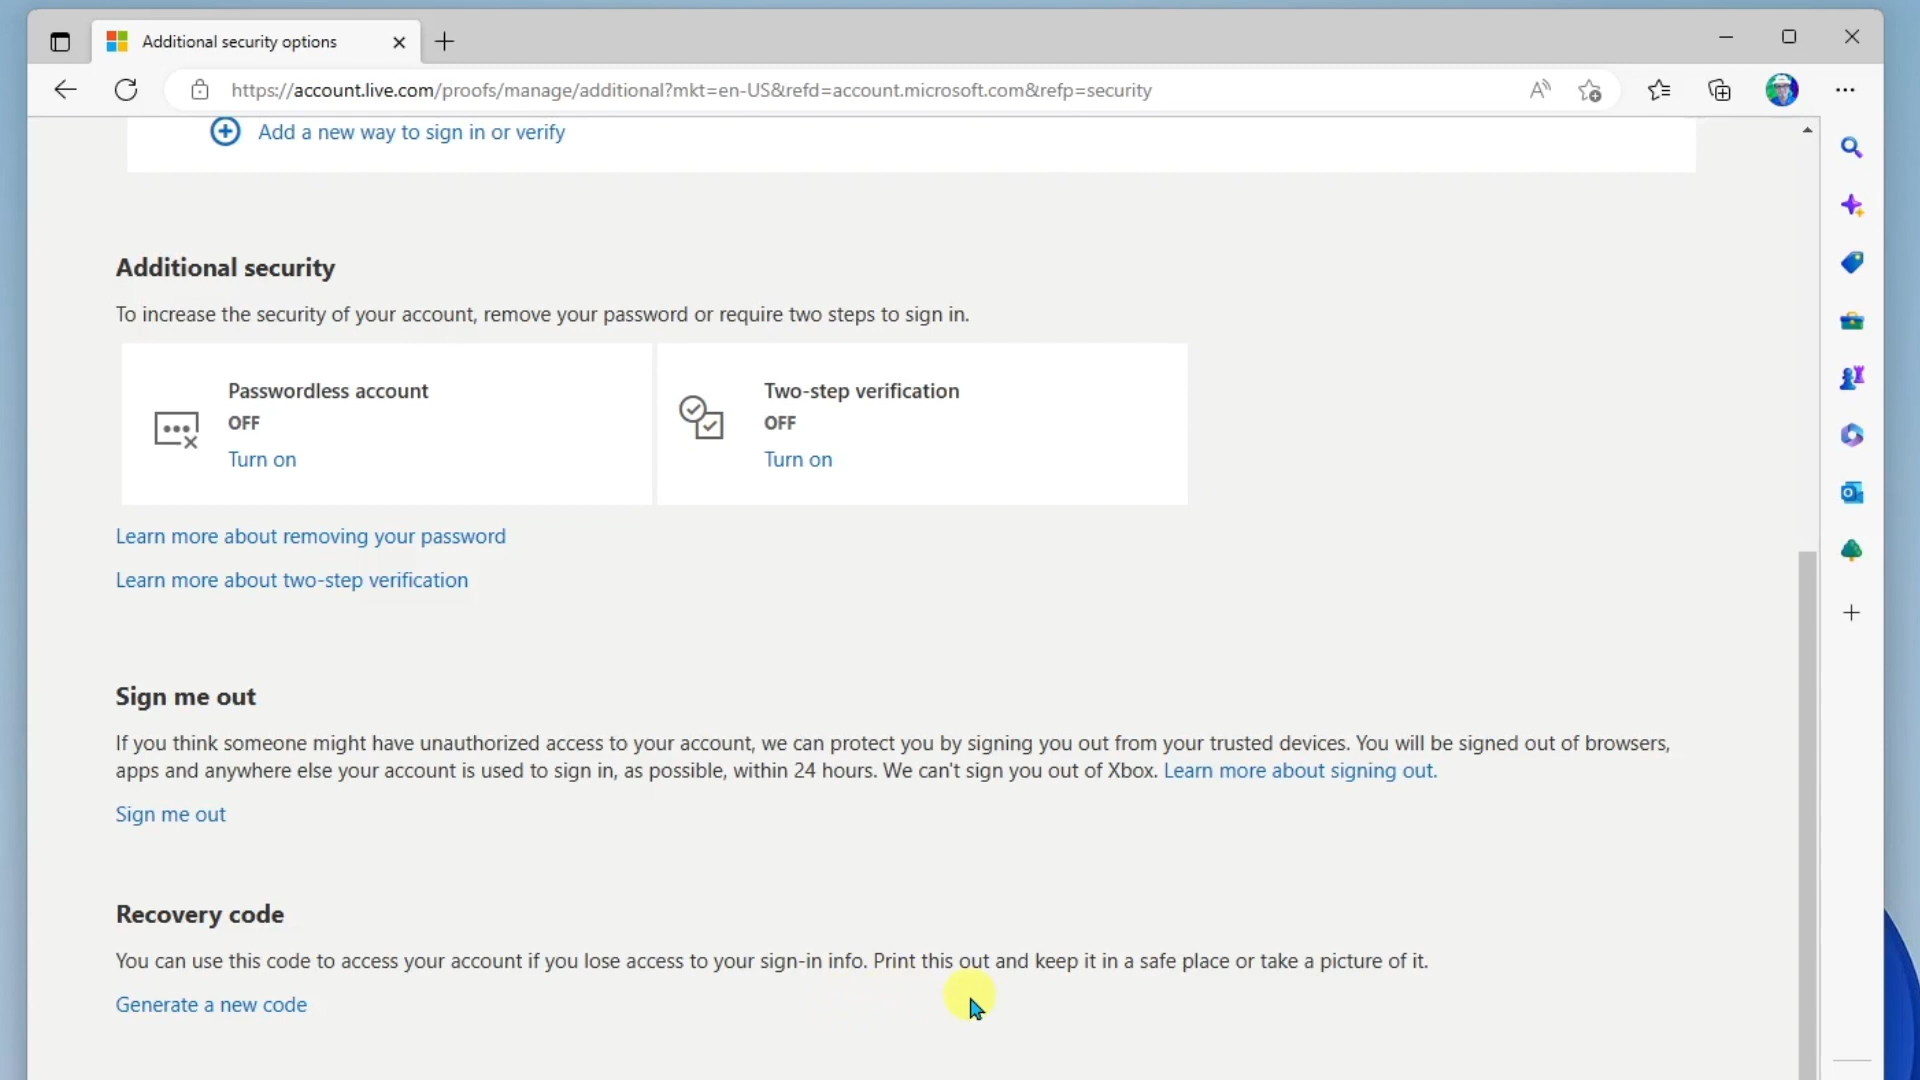 Additional security options
https://account.live.com/proofs/manage/additional?mkt=en-US&refd=account.microsoft.com&refp=security
Add a new way to sign in or verify
Additional security
To increase the security of your account, remove your password or require two steps to sign in.
Passwordless account
OFF
Turn on
Two-step verification
OFF
Turn on
Learn more about removing your password
Learn more about two-step verification
Sign me out
If you think someone might have unauthorized access to your account, we can protect you by signing you out from your trusted devices. You will be signed out of browsers,
apps and anywhere else your account is used to sign in, as possible, within 24 hours. We can't sign you out of Xbox. Learn more about signing out.
Sign me out
Recovery code
You can use this code to access your account if you lose access to your sign-in info. Print this out and keep it in a safe place or take a picture of it.
Generate a new code